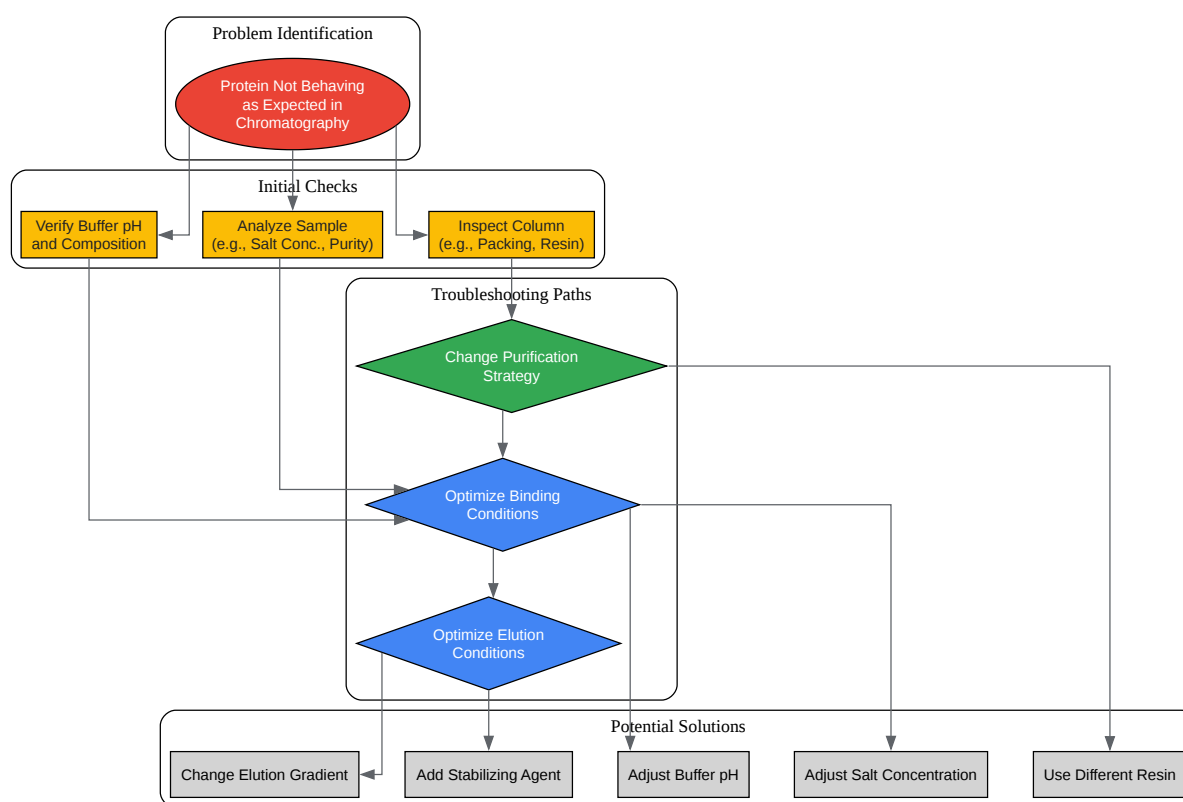 Problem Identification
Protein Not Behaving
as Expected in
Chromatography
Initial Checks
Verify Buffer pH
and Composition
Analyze Sample
(e.g., Salt Conc., Purity)
Inspect Column
(e.g., Packing, Resin)
Troubleshooting Paths
Change Purification
Strategy
Optimize Binding
Conditions
Optimize Elution
Conditions
Potential Solutions
Change Elution Gradient
Add Stabilizing Agent
Adjust Buffer pH
Adjust Salt Concentration
Use Different Resin